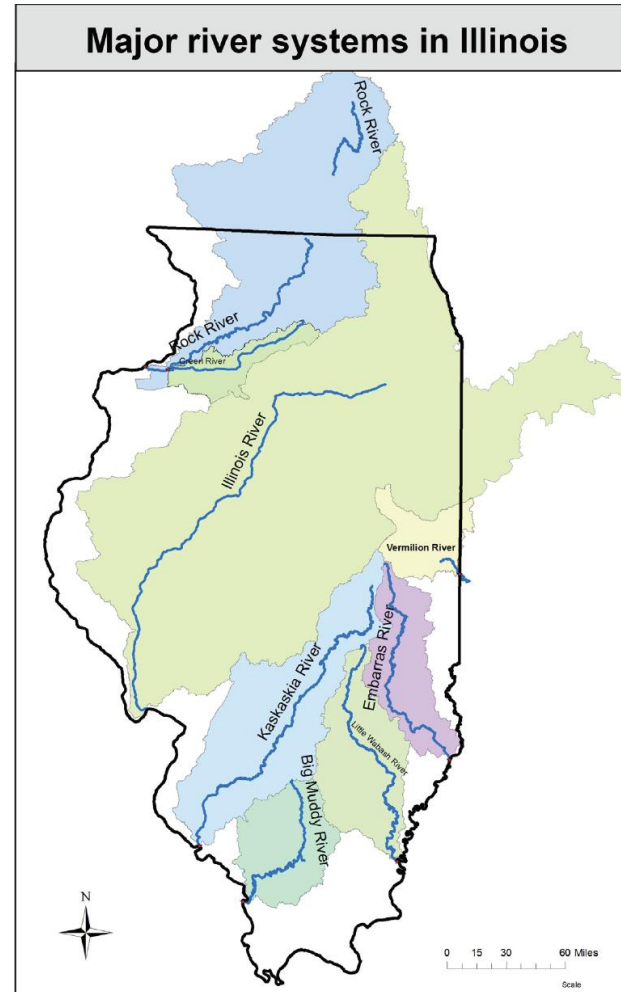 Major river systems in Illinois
Rock River
Rock River
Green River
Illinois River
Vermilion River
Kaskaskia River
Embarras River
Little Wabash River
Big Muddy River
N
0 15 30 60 Miles
Scale